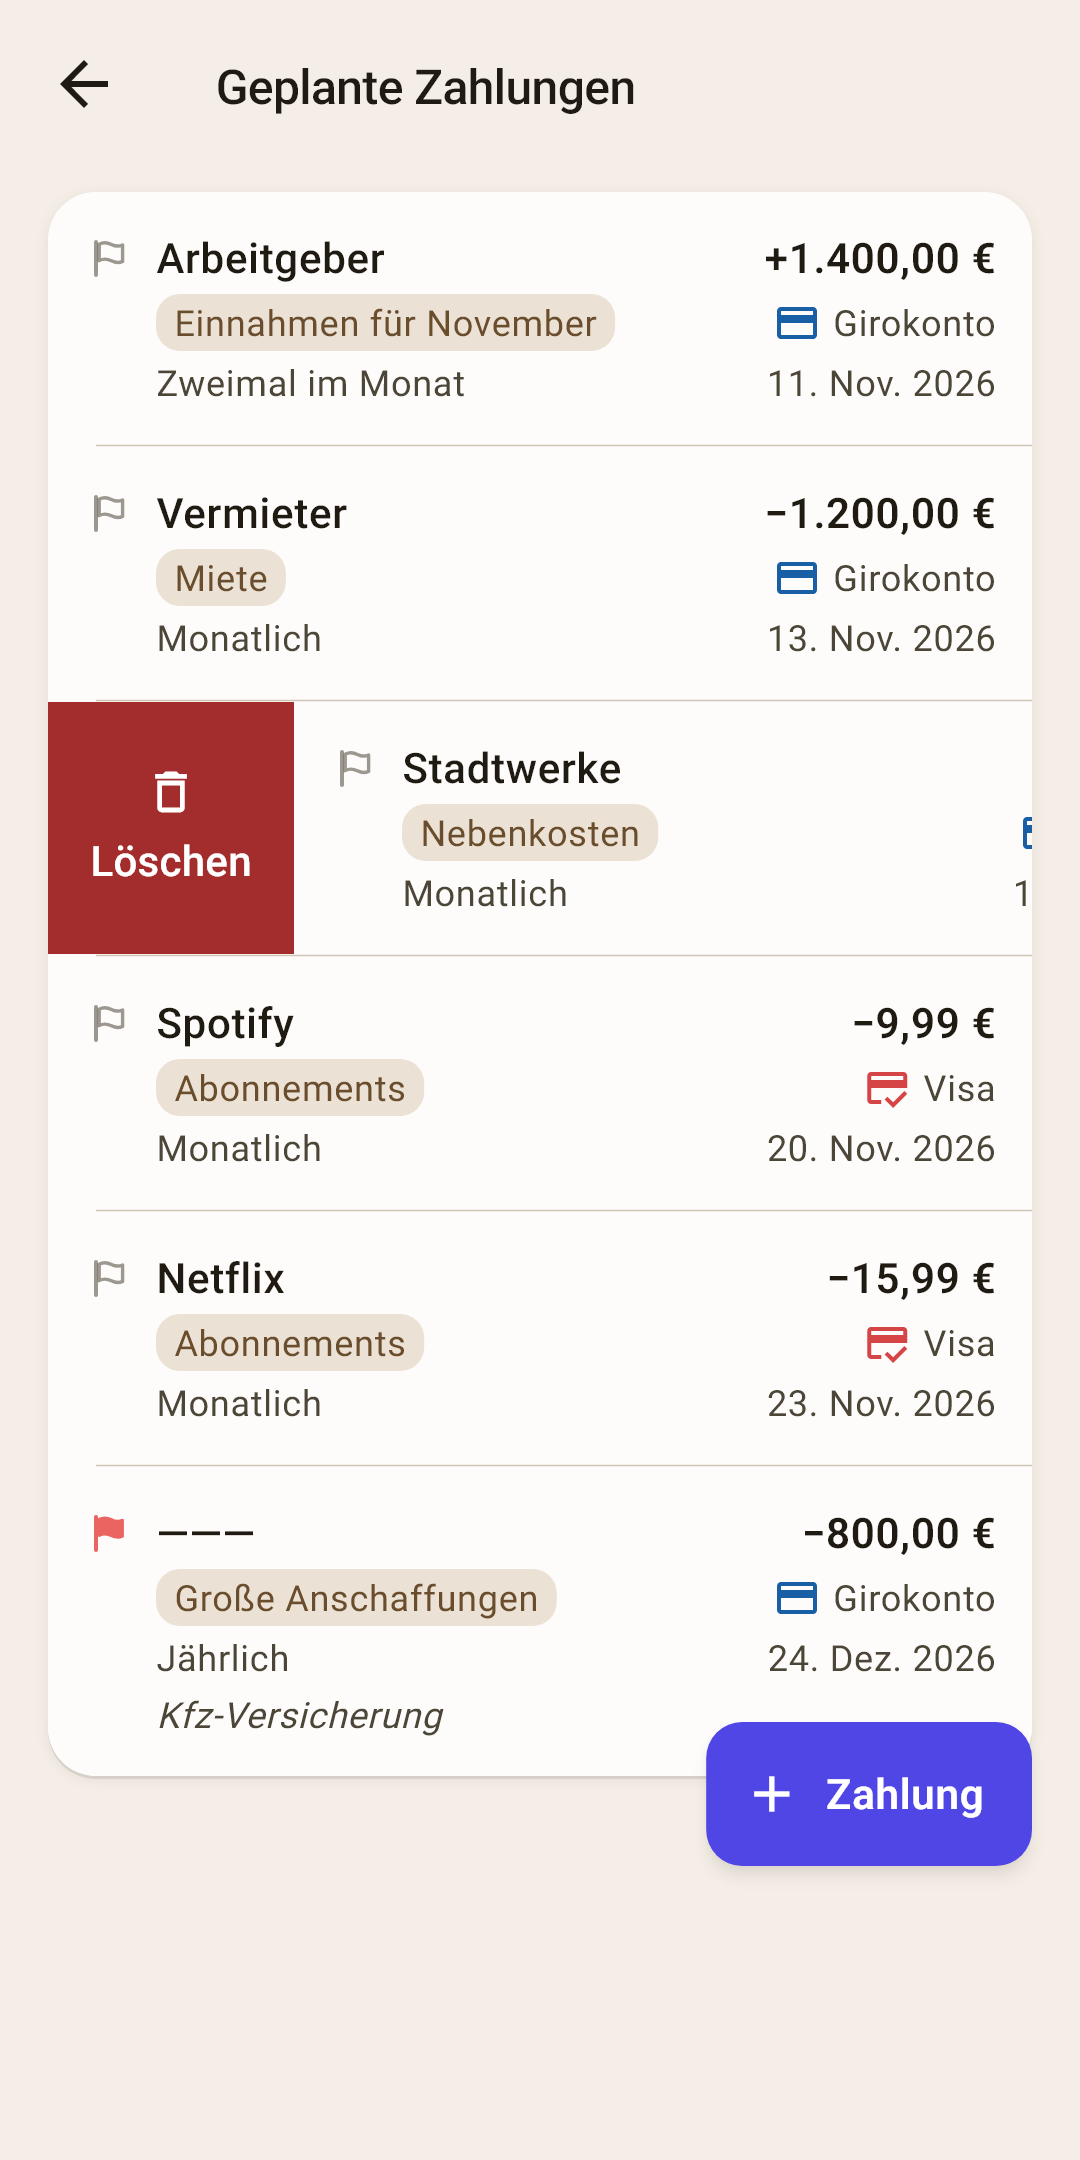 Geplante Zahlungen
Arbeitgeber +1.400,00 €
Einnahmen für November Girokonto
Zweimal im Monat 11. Nov. 2026
Vermieter −1.200,00 €
Miete Girokonto
Monatlich 13. Nov. 2026
Stadtwerke
Nebenkosten
Löschen
Monatlich 1
Spotify −9,99 €
Abonnements Visa
Monatlich 20. Nov. 2026
Netflix −15,99 €
Abonnements Visa
Monatlich 23. Nov. 2026
——— −800,00 €
Große Anschaffungen Girokonto
Jährlich 24. Dez. 2026
Kfz-Versicherung
+ Zahlung